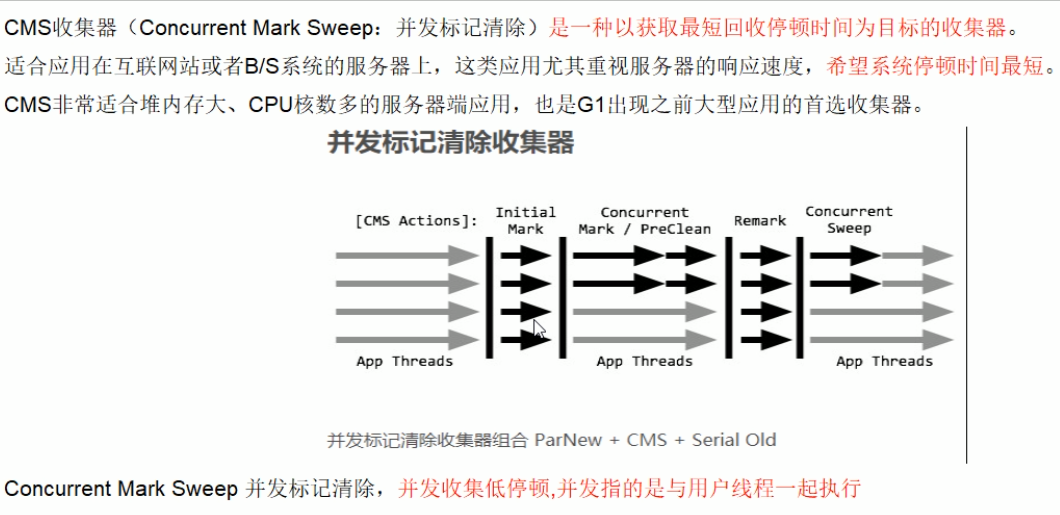 CMS收集器（Concurrent Mark Sweep：并发标记清除）是一种以获取最短回收停顿时间为目标的收集器。
适合应用在互联网站或者B/S系统的服务器上，这类应用尤其重视服务器的响应速度，希望系统停顿时间最短。
CMS非常适合堆内存大、CPU核数多的服务器端应用，也是G1出现之前大型应用的首选收集器。
并发标记清除收集器
[CMS Actions]:
Initial
Mark
Concurrent
Mark / PreClean
Remark
Concurrent
Sweep
App Threads
App Threads
App Threads
并发标记清除收集器组合 ParNew + CMS + Serial Old
Concurrent Mark Sweep 并发标记清除，并发收集低停顿,并发指的是与用户线程一起执行